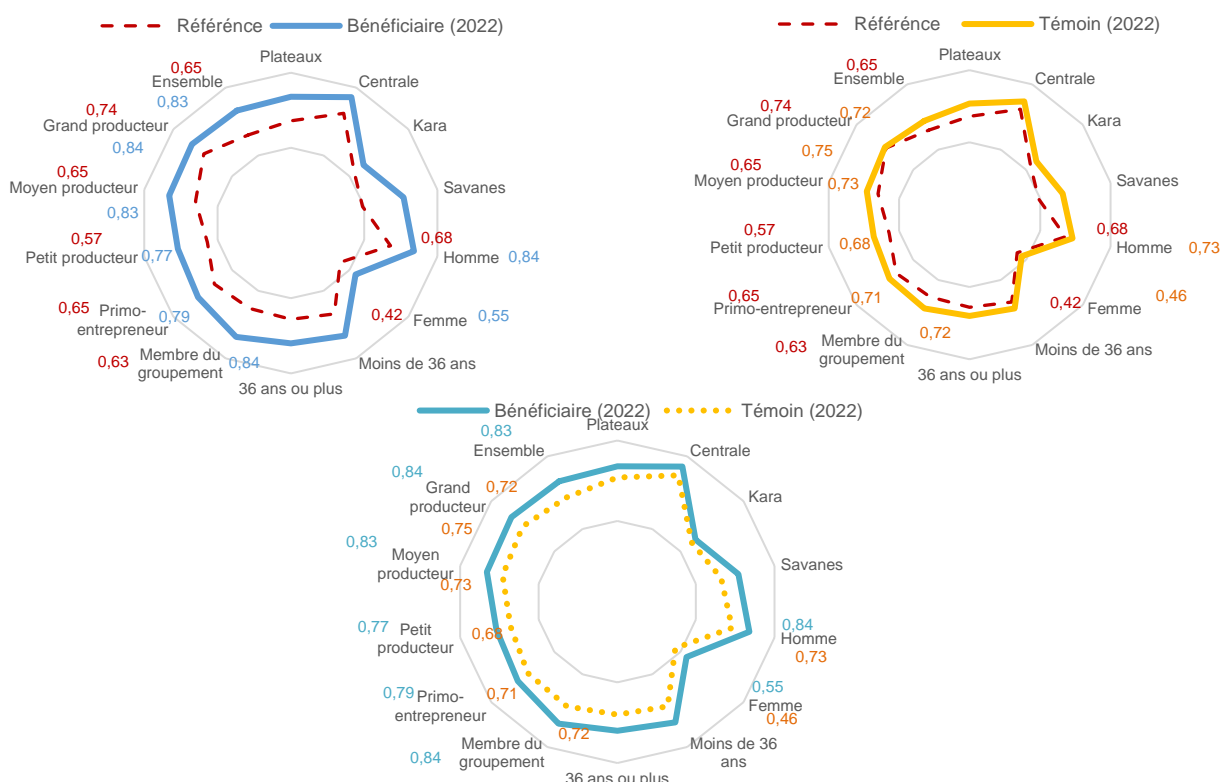 Référénce Bénéficiaire (2022)
Plateaux
Centrale
Kara
Savanes
0,68
Homme 0,84
0,42
Femme 0,55
Moins de 36 ans
36 ans ou plus
Membre du
groupement
0,63
0,84
Primo-
entrepreneur
0,65
0,79
0,57
Petit producteur
0,77
0,65
Moyen producteur
0,83
0,74
Grand producteur
0,84
0,65
Ensemble
0,83
Référénce Témoin (2022)
Plateaux
Centrale
Kara
Savanes
0,68
Homme
0,73
0,42
0,46
Femme
Moins de 36 ans
36 ans ou plus
Membre du
groupement
0,63
0,72
0,65
Primo-entrepreneur
0,71
0,57
Petit producteur
0,68
0,65
Moyen producteur
0,73
0,74
Grand producteur
0,75
0,65
Ensemble
0,72
Bénéficiaire (2022) Témoin (2022)
Plateaux
Centrale
Kara
Savanes
0,84
Homme
0,73
0,55
Femme
0,46
Moins de 36
ans
36 ans ou plus
Membre du
groupement
0,84
0,72
0,79
Primo-
entrepreneur
0,71
0,77
Petit
producteur
0,68
0,83
Moyen
producteur
0,73
0,84
Grand
producteur
0,75
0,83
Ensemble
0,72